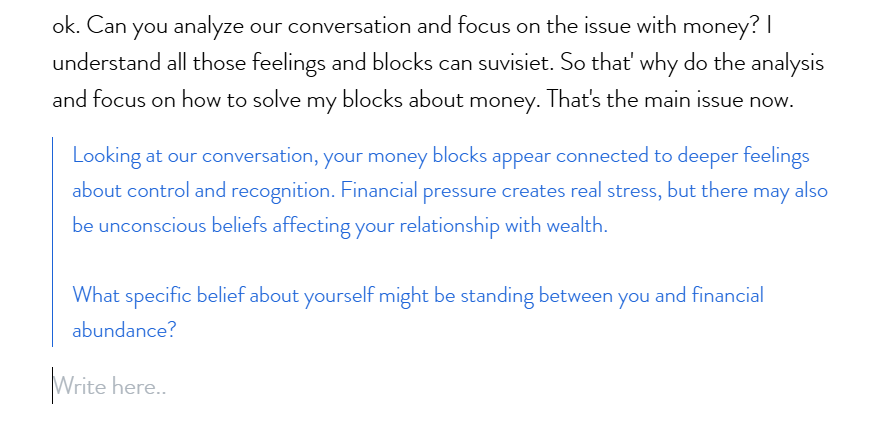 ok. Can you analyze our conversation and focus on the issue with money? I
understand all those feelings and blocks can suvisiet. So that' why do the analysis
and focus on how to solve my blocks about money. That's the main issue now.
Looking at our conversation, your money blocks appear connected to deeper feelings
about control and recognition. Financial pressure creates real stress, but there may also
be unconscious beliefs affecting your relationship with wealth.
What specific belief about yourself might be standing between you and financial
abundance?
Write here..